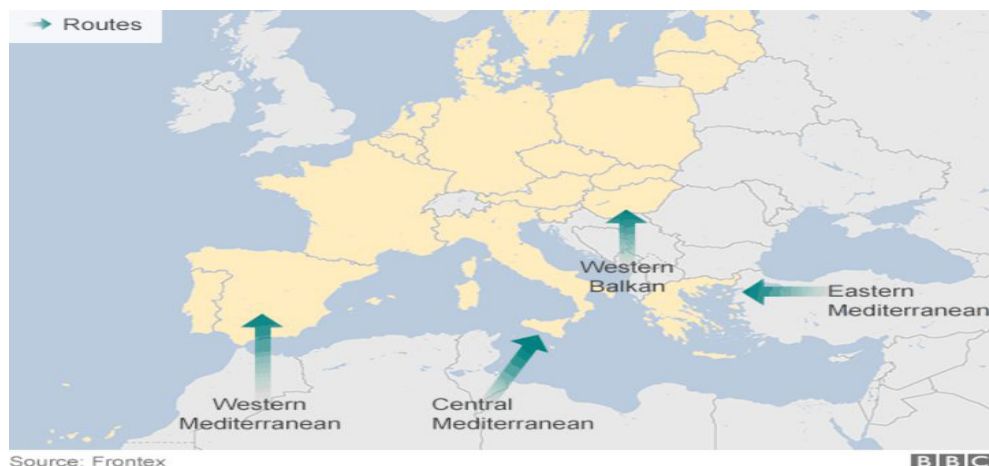 Routes
Western
Balkan
Eastern
Mediterranean
Western
Mediterranean
Central
Mediterranean
Source: Frontex
BBC